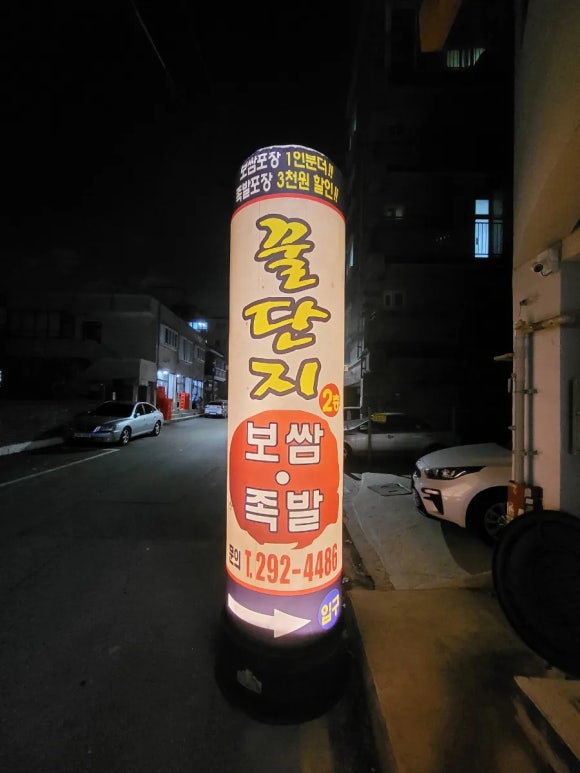 보쌈포장 1인분더!!
족발포장 3천원 할인!!
꿀단지
2층
보쌈
족발
문의 T.292-4486
입구